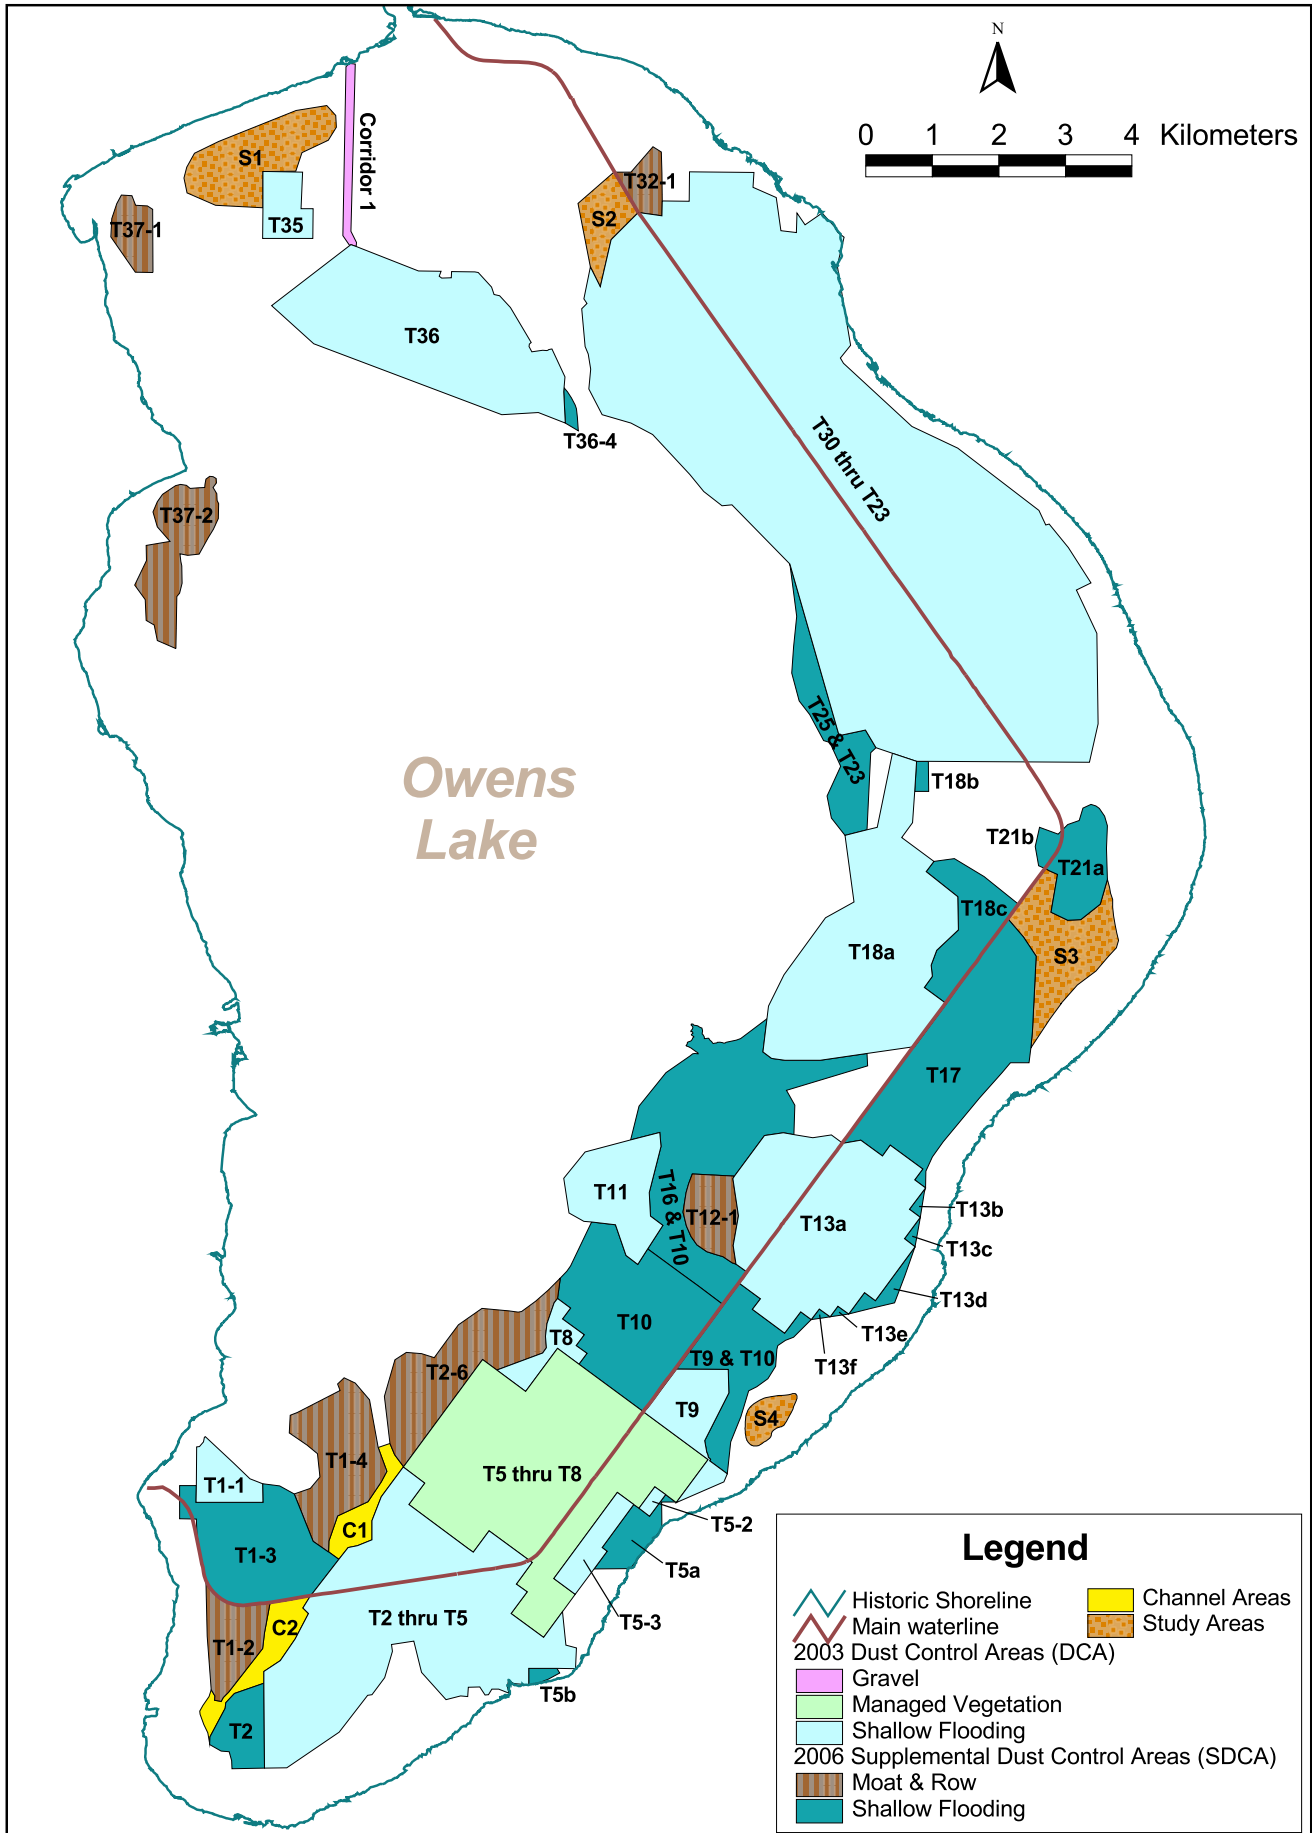 N
0 1 2 3 4 Kilometers
Corridor 1
S1
T32-1
S2
T35
T37-1
T36
T36-4
T30 thru T23
T37-2
T25 & T23
Owens
Lake
T18b
T21b
T21a
T18c
T18a
S3
T17
T11
T16 & T10
T12-1
T13a
T13b
T13c
T13d
T10
T8
T13e
T9 & T10
T13f
T2-6
T9
S4
T1-4
T5 thru T8
T1-1
C1
T5-2
T1-3
T5a
T2 thru T5
T5-3
C2
T1-2
T5b
T2
Legend
Historic Shoreline
Main waterline
Channel Areas
Study Areas
2003 Dust Control Areas (DCA)
Gravel
Managed Vegetation
Shallow Flooding
2006 Supplemental Dust Control Areas (SDCA)
Moat & Row
Shallow Flooding